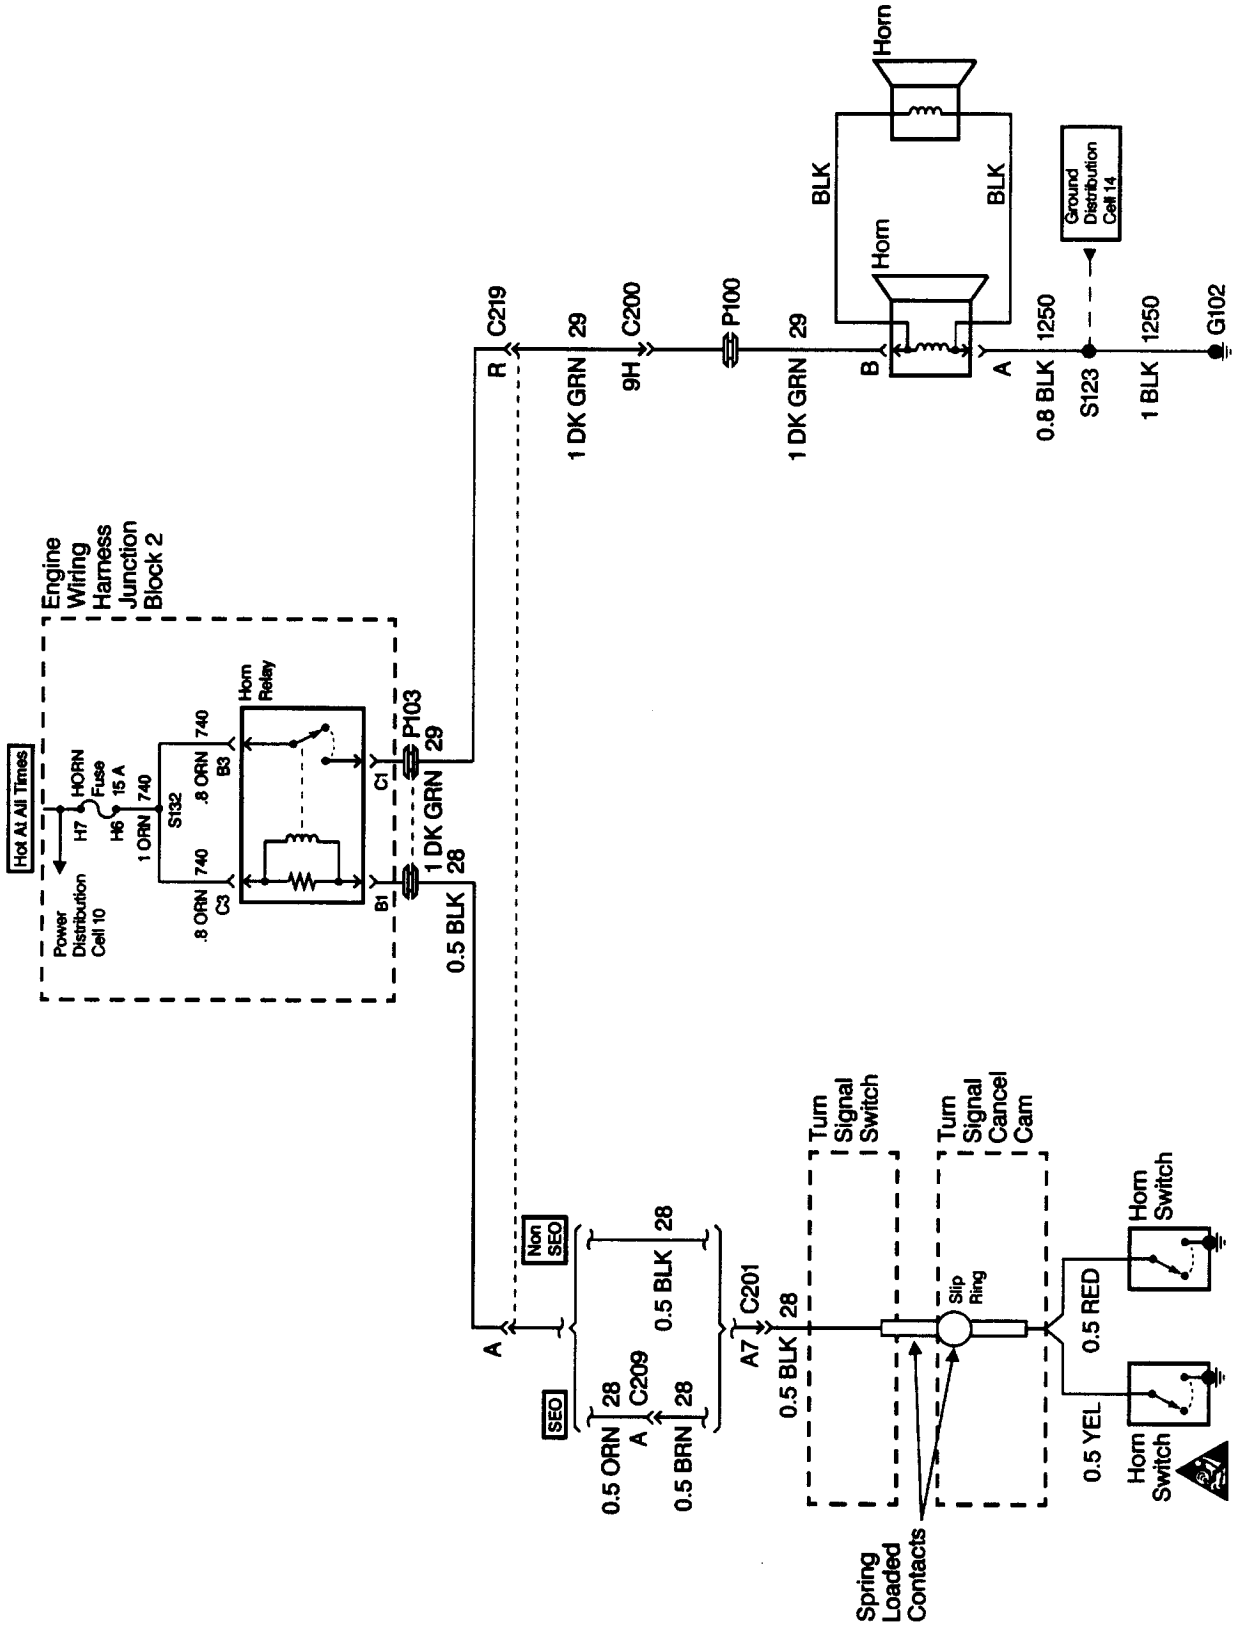 Hot At All Times
Power
Distribution
Cell 10
H7
HORN
Fuse
15 A
H6
1 ORN 740
S132
.8 ORN 740
C3
.8 ORN 740
B3
Engine
Wiring
Harness
Junction
Block 2
Horn
Relay
B1
C1
P103
0.5 BLK 28
1 DK GRN 29
A
R C219
SEO
Non
SEO
0.5 ORN 28
A C209
0.5 BRN 28
0.5 BLK 28
A7 C201
0.5 BLK 28
Turn
Signal
Switch
Spring
Loaded
Contacts
Slip
Ring
Turn
Signal
Cancel
Cam
0.5 YEL
0.5 RED
Horn
Switch
Horn
Switch
1 DK GRN 29
9H C200
P100
1 DK GRN 29
B
Horn
A
BLK
BLK
Horn
0.8 BLK 1250
S123
Ground
Distribution
Cell 14
1 BLK 1250
G102